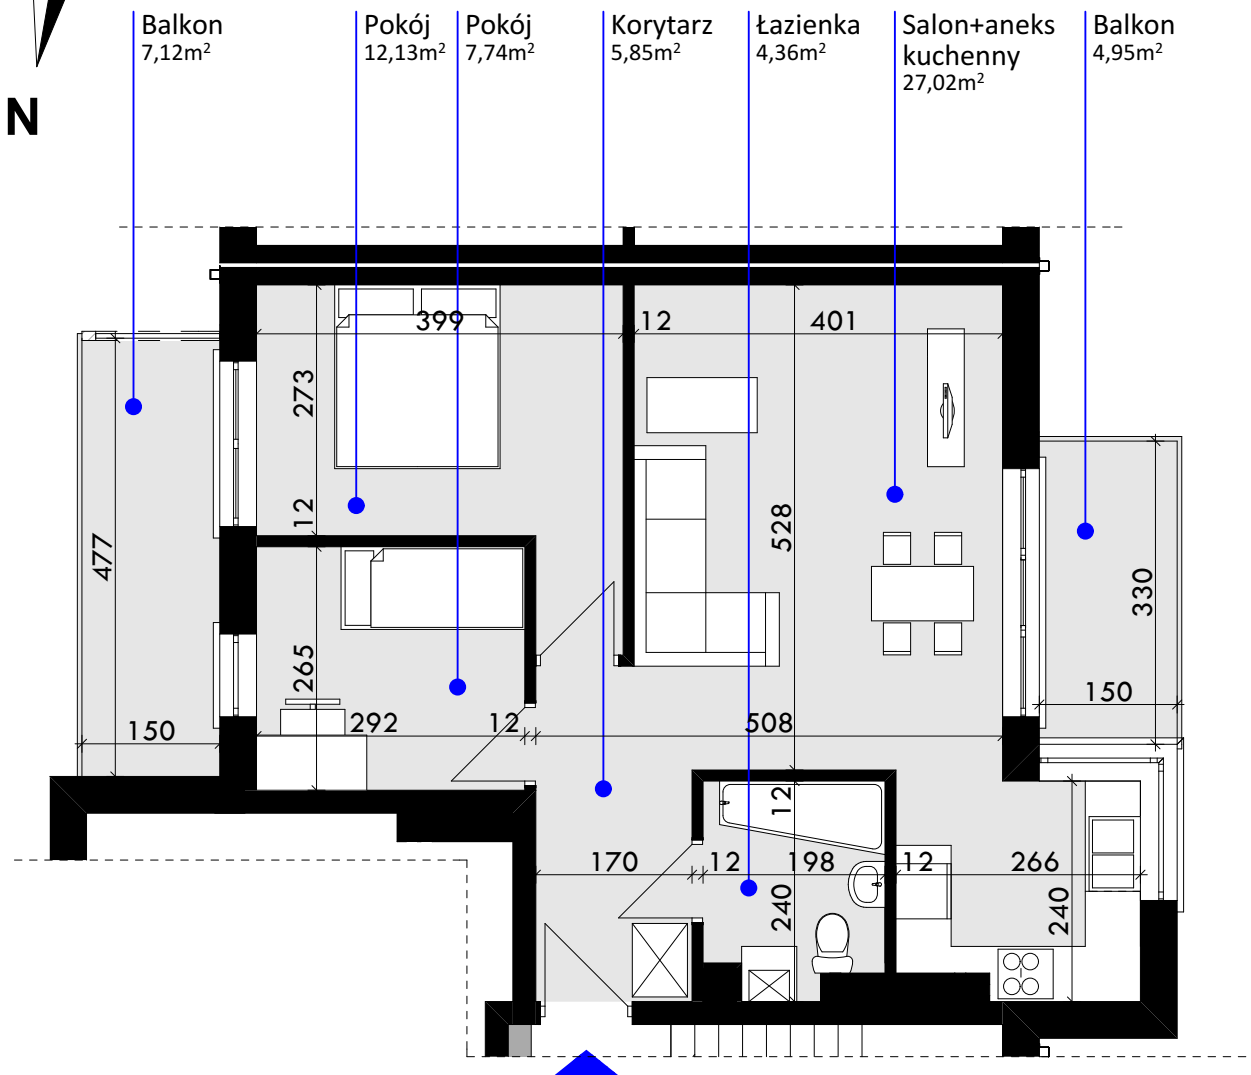 Balkon
7,12m²
Pokój
12,13m²
Pokój
7,74m²
Korytarz
5,85m²
Łazienka
4,36m²
Salon+aneks
kuchenny
27,02m²
Balkon
4,95m²
N
399
12
401
273
12
528
477
330
265
292
12
508
150
150
12
170
12
198
12
266
240
240